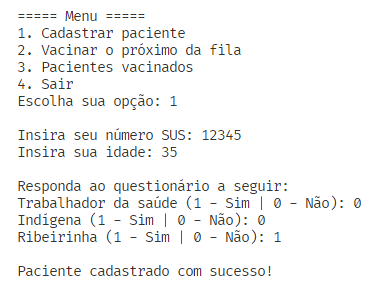 ===== Menu =====
1. Cadastrar paciente
2. Vacinar o próximo da fila
3. Pacientes vacinados
4. Sair
Escolha sua opção: 1
Insira seu número SUS: 12345
Insira sua idade: 35
Responda ao questionário a seguir:
Trabalhador da saúde (1 - Sim | 0 - Não): 0
Indígena (1 - Sim | 0 - Não): 0
Ribeirinha (1 - Sim | 0 - Não): 1
Paciente cadastrado com sucesso!